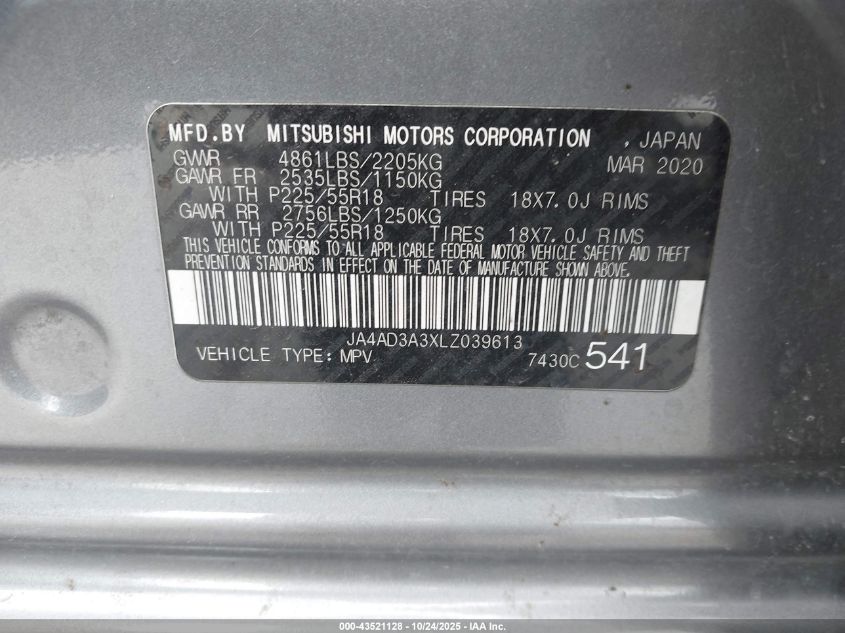 MFD.BY MITSUBISHI MOTORS CORPORATION , JAPAN
GVWR 4861LBS/2205KG MAR 2020
GAWR FR 2535LBS/1150KG
WITH P225/55R18 TIRES 18X7.0J RIMS
GAWR RR 2756LBS/1250KG
WITH P225/55R18 TIRES 18X7.0J RIMS
THIS VEHICLE CONFORMS TO ALL APPLICABLE FEDERAL MOTOR VEHICLE SAFETY AND THEFT
PREVENTION STANDARDS IN EFFECT ON THE DATE OF MANUFACTURE SHOWN ABOVE.
JA4AD3A3XLZ039613
VEHICLE TYPE: MPV 7430C 541
000-43521128 - 10/24/2025 - IAA Inc.